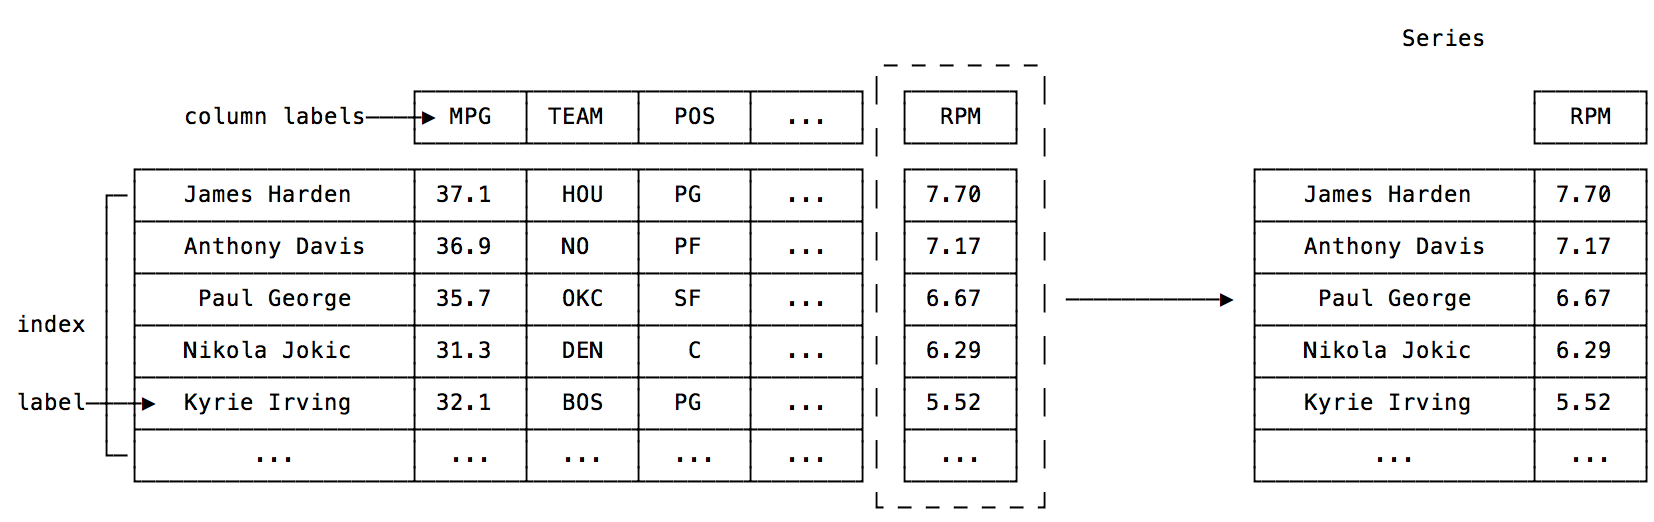 Series
column labels MPG TEAM POS ... RPM RPM
James Harden 37.1 HOU PG ... 7.70 James Harden 7.70
Anthony Davis 36.9 NO PF ... 7.17 Anthony Davis 7.17
Paul George 35.7 OKC SF ... 6.67 Paul George 6.67
index
Nikola Jokic 31.3 DEN C ... 6.29 Nikola Jokic 6.29
label Kyrie Irving 32.1 BOS PG ... 5.52 Kyrie Irving 5.52
... ... ... ... ... ... ... ...